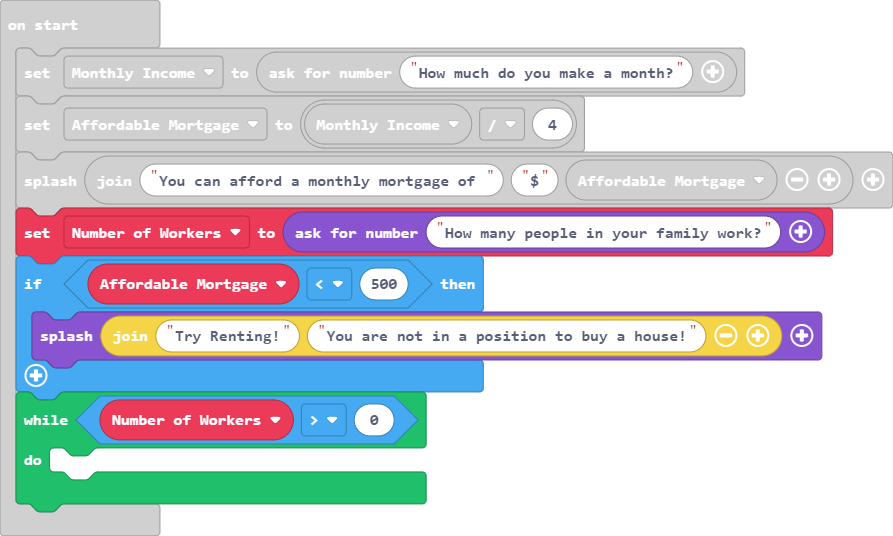 on start
set Monthly Income to ask for number "How much do you make a month?"
set Affordable Mortgage to Monthly Income / 4
splash join "You can afford a monthly mortgage of " "$" Affordable Mortgage
set Number of Workers to ask for number "How many people in your family work?"
if Affordable Mortgage < 500 then
splash join "Try Renting!" "You are not in a position to buy a house!"
while Number of Workers > 0
do